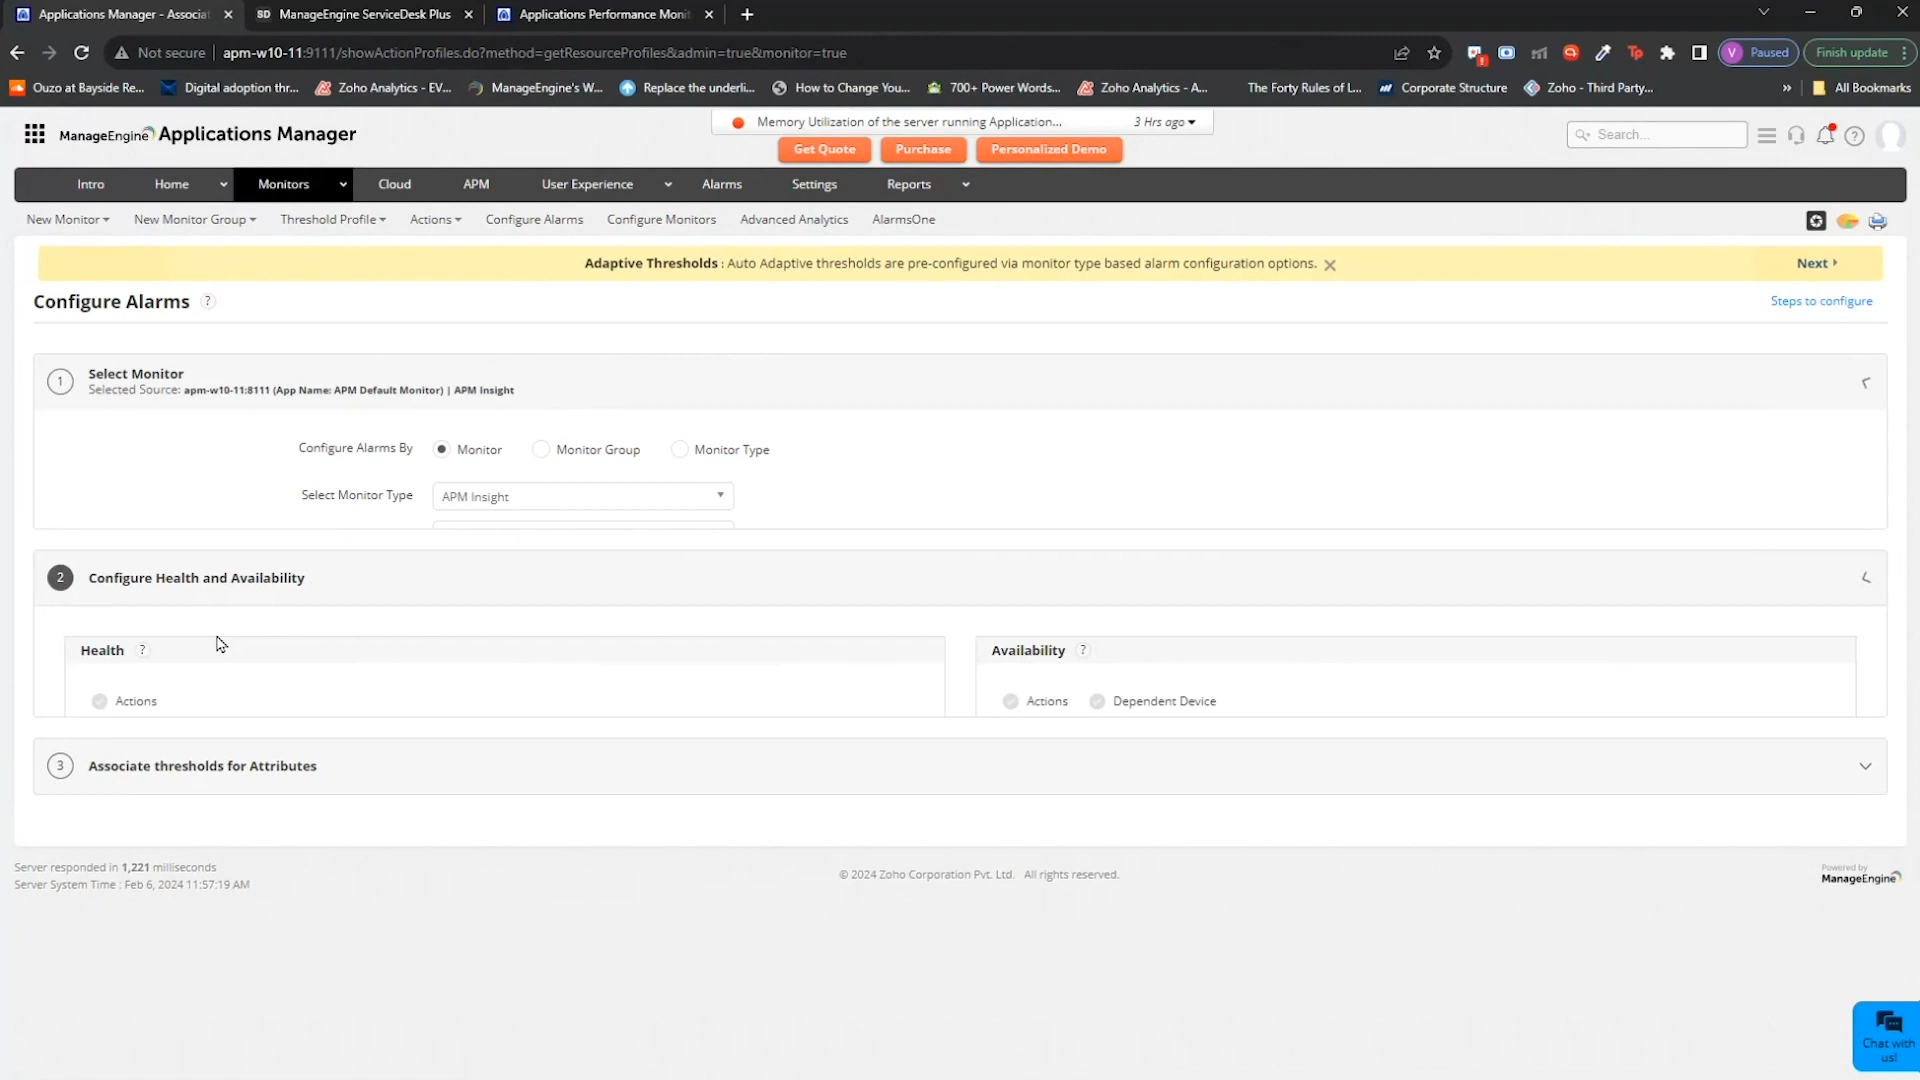 Applications Manager - Associat
ManageEngine ServiceDesk Plus
Applications Performance Monit
Not secure
apm-w10-11:9111/showActionProfiles.do?method=getResourceProfiles&admin=true&monitor=true
V Paused
Finish update
Ouzo at Bayside Re...
Digital adoption thr...
Zoho Analytics - EV...
ManageEngine's W...
Replace the underli...
How to Change You...
700+ Power Words...
Zoho Analytics - A...
The Forty Rules of L...
Corporate Structure
Zoho - Third Party...
»
All Bookmarks
ManageEngine Applications Manager
Memory Utilization of the server running Application...
3 Hrs ago
Get Quote
Purchase
Personalized Demo
Search...
Intro
Home
Monitors
Cloud
APM
User Experience
Alarms
Settings
Reports
New Monitor
New Monitor Group
Threshold Profile
Actions
Configure Alarms
Configure Monitors
Advanced Analytics
AlarmsOne
Adaptive Thresholds : Auto Adaptive thresholds are pre-configured via monitor type based alarm configuration options.
Next
Configure Alarms ?
Steps to configure
1
Select Monitor
Selected Source: apm-w10-11:8111 (App Name: APM Default Monitor) | APM Insight
Configure Alarms By
Monitor
Monitor Group
Monitor Type
Select Monitor Type
APM Insight
2
Configure Health and Availability
Health ?
Actions
Availability ?
Actions
Dependent Device
3
Associate thresholds for Attributes
Server responded in 1,221 milliseconds
Server System Time : Feb 6, 2024 11:57:19 AM
© 2024 Zoho Corporation Pvt. Ltd. All rights reserved.
Powered by
ManageEngine
Chat with
us!